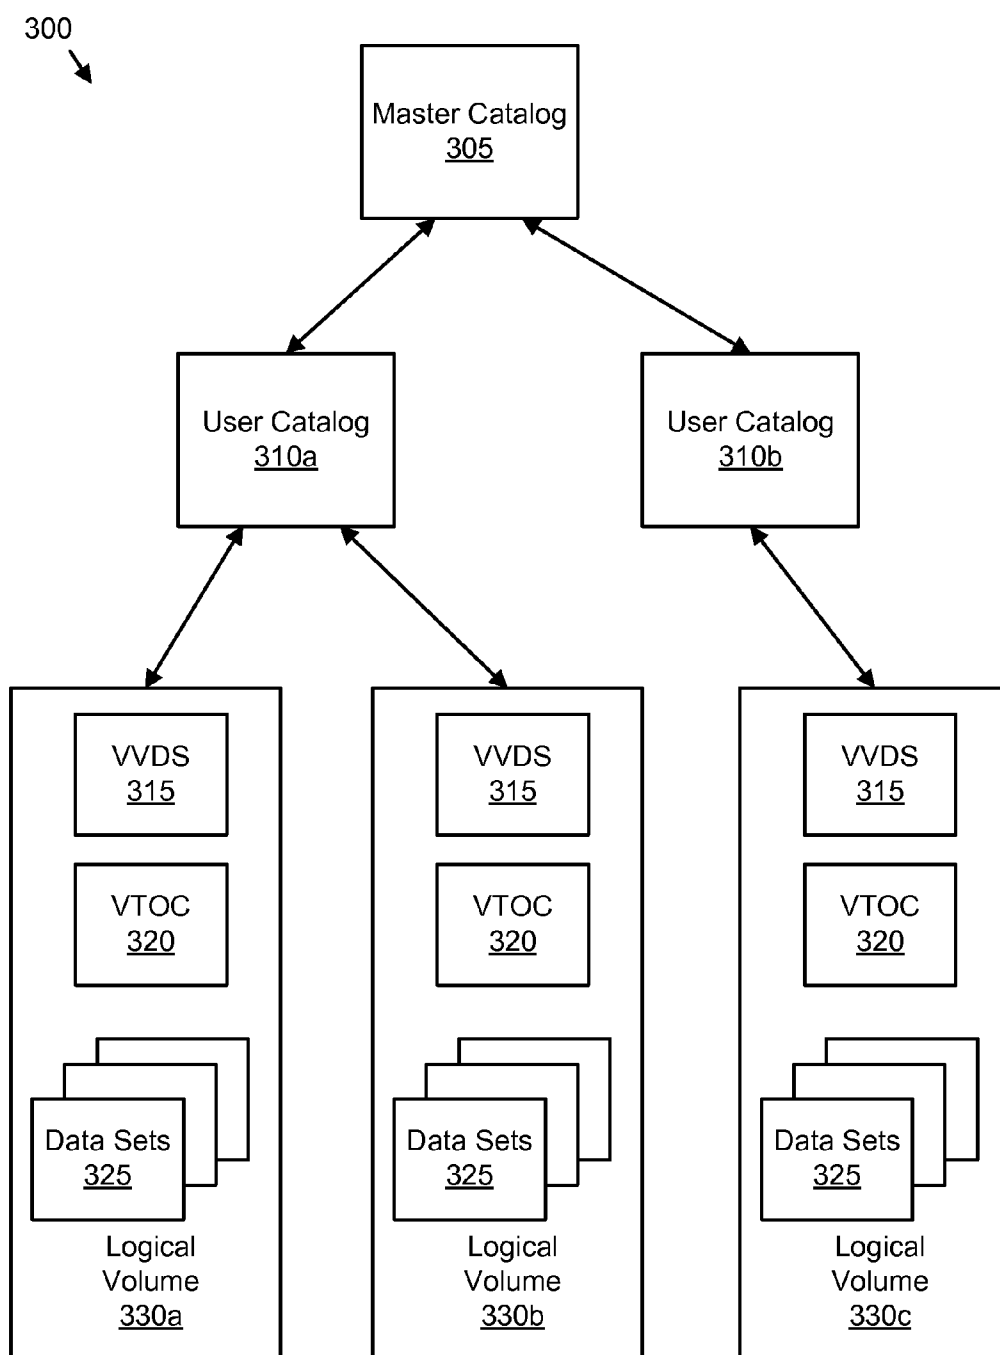 300
Master Catalog
305
User Catalog
310a
User Catalog
310b
VVDS
315
VTOC
320
Data Sets
325
Logical
Volume
330a
VVDS
315
VTOC
320
Data Sets
325
Logical
Volume
330b
VVDS
315
VTOC
320
Data Sets
325
Logical
Volume
330c